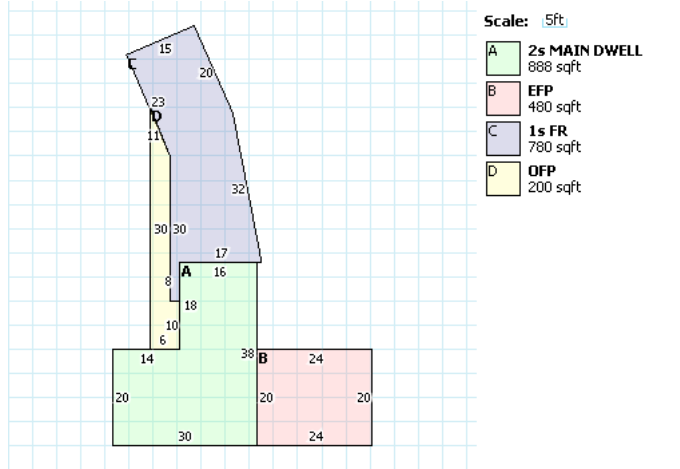 Scale: 5ft
A 2s MAIN DWELL
888 sqft
B EFP
480 sqft
C 1s FR
780 sqft
D OFP
200 sqft
15
C
20
23
D
11
32
30 30
17
A 16
8
18
10
6
14
38 B 24
20 20 20
30 24